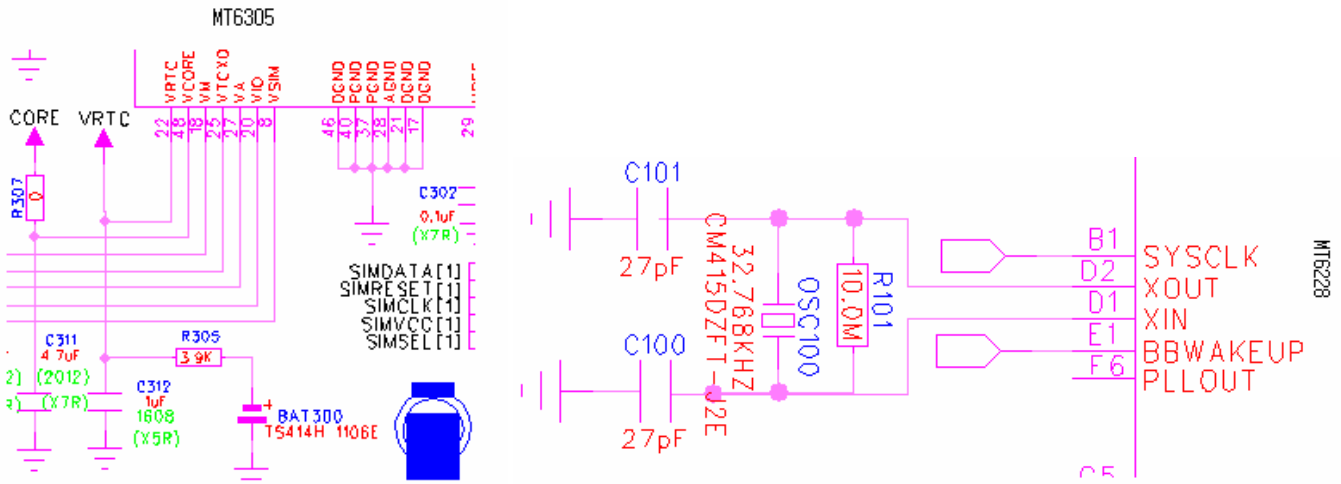 MT6305
VRTC
VCORE
VM
VTCXO
VA
VIO
VSIM
DGND
PGND
PGND
AGND
DGND
DGND
22
48
18
25
27
20
8
46
40
37
28
21
17
29
CORE
VRTC
R307
0
C302
0.1uF
(X7R)
SIMDATA[1]
SIMRESET[1]
SIMCLK[1]
SIMVCC[1]
SIMSEL[1]
C311
4.7uF
(2012)
(X7R)
R305
3.9K
C312
1uF
1608
(X5R)
+
BAT300
TS414H 1106E
C101
27pF
C100
27pF
CM415DZFT-J2E
32.768KHZ
OSC100
R101
10.0M
B1
SYSCLK
D2
XOUT
D1
XIN
E1
BBWAKEUP
F6
PLLOUT
MT6228